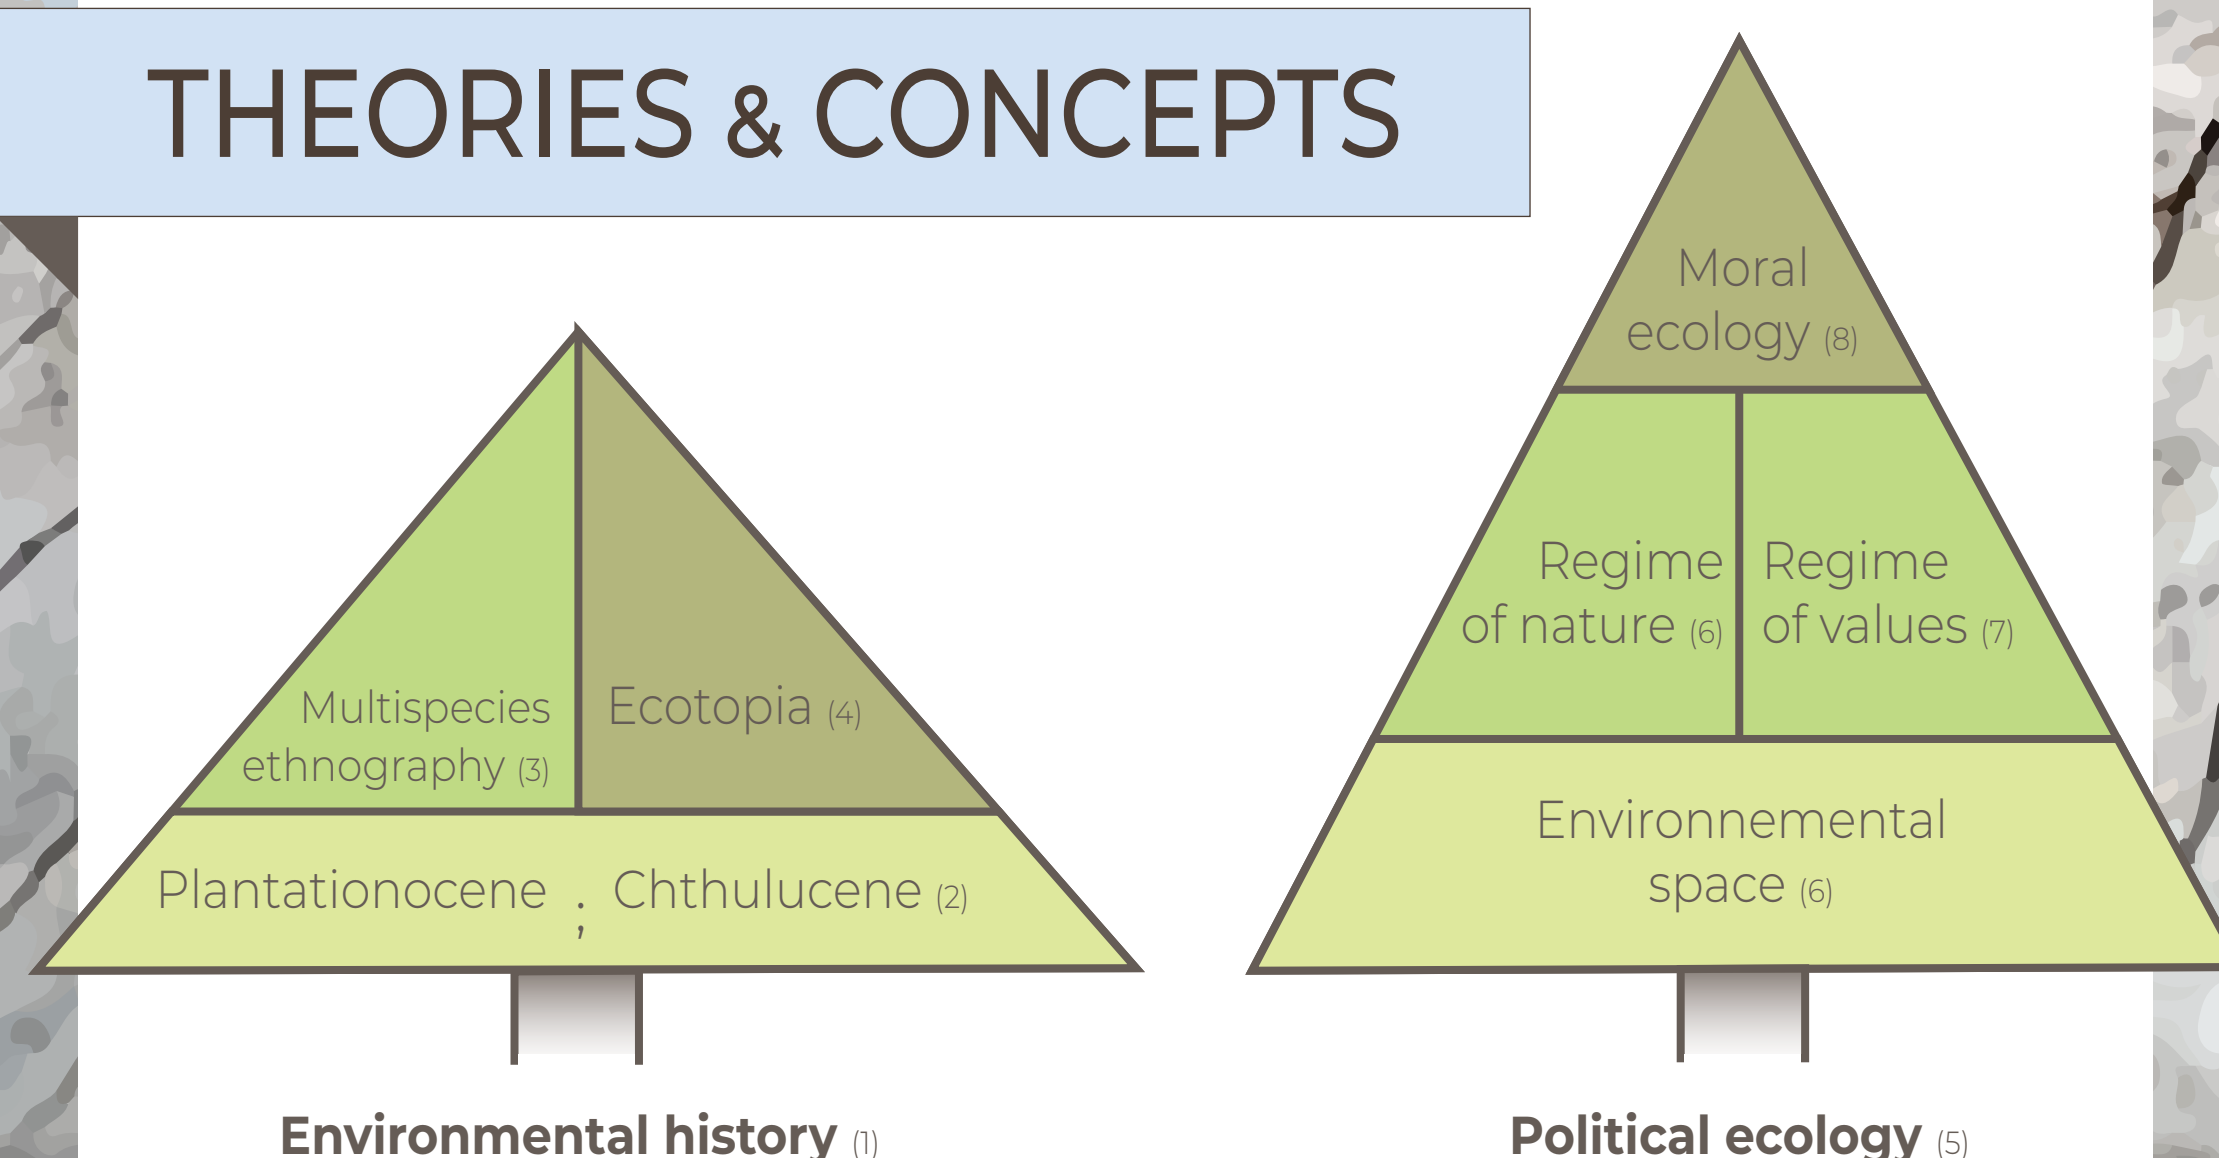 THEORIES & CONCEPTS
Multispecies
ethnography (3)
Ecotopia (4)
Plantationocene ; Chthulucene (2)
Environmental history (1)
Moral
ecology (8)
Regime
of nature (6)
Regime
of values (7)
Environnemental
space (6)
Political ecology (5)